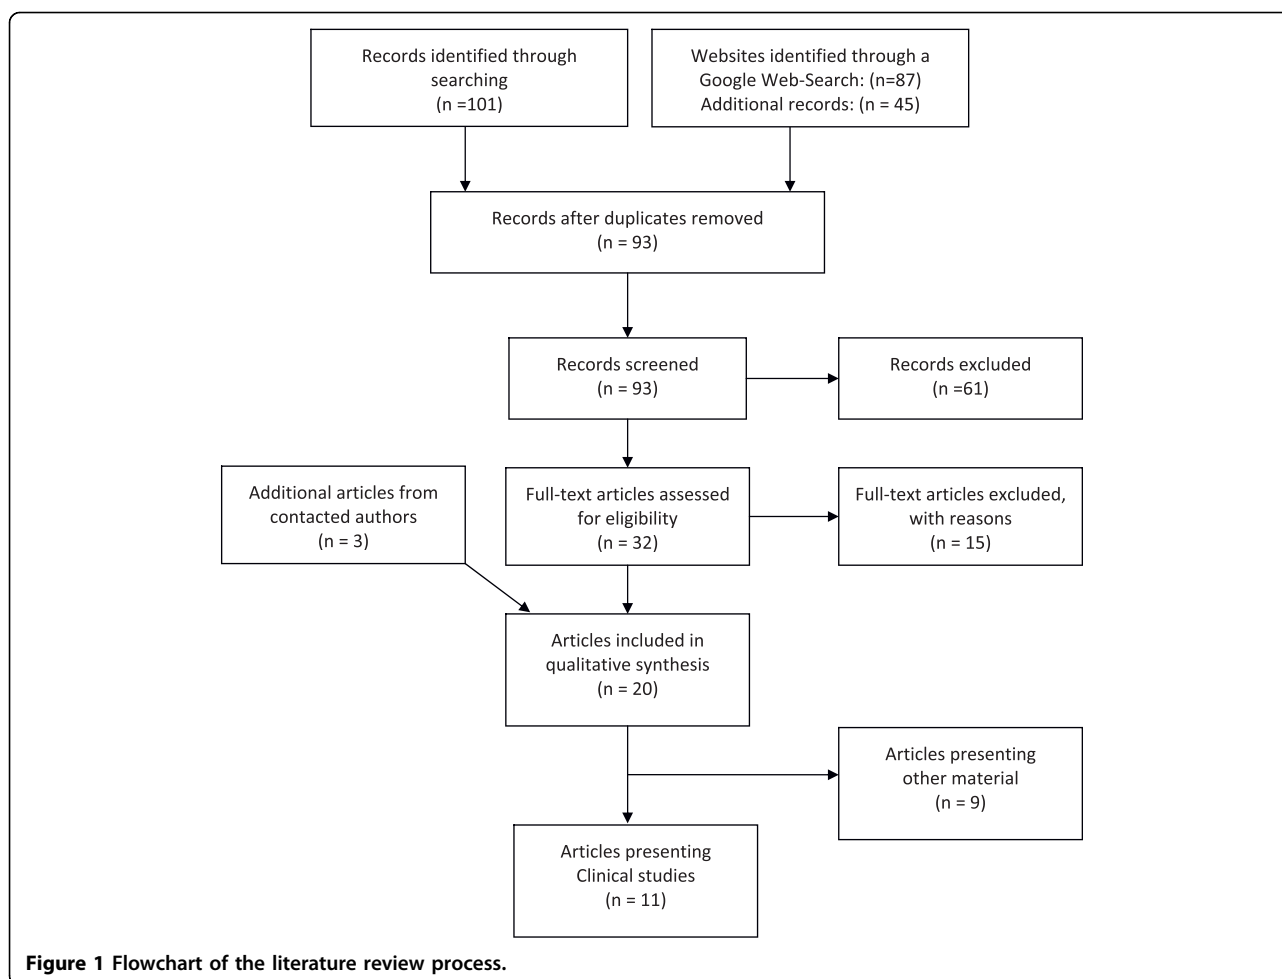 Records identified through
searching
(n =101)
Websites identified through a
Google Web-Search: (n=87)
Additional records: (n = 45)
Records after duplicates removed
(n = 93)
Records screened
(n = 93)
Records excluded
(n =61)
Additional articles from
contacted authors
(n = 3)
Full-text articles assessed
for eligibility
(n = 32)
Full-text articles excluded,
with reasons
(n = 15)
Articles included in
qualitative synthesis
(n = 20)
Articles presenting
other material
(n = 9)
Articles presenting
Clinical studies
(n = 11)
Figure 1 Flowchart of the literature review process.